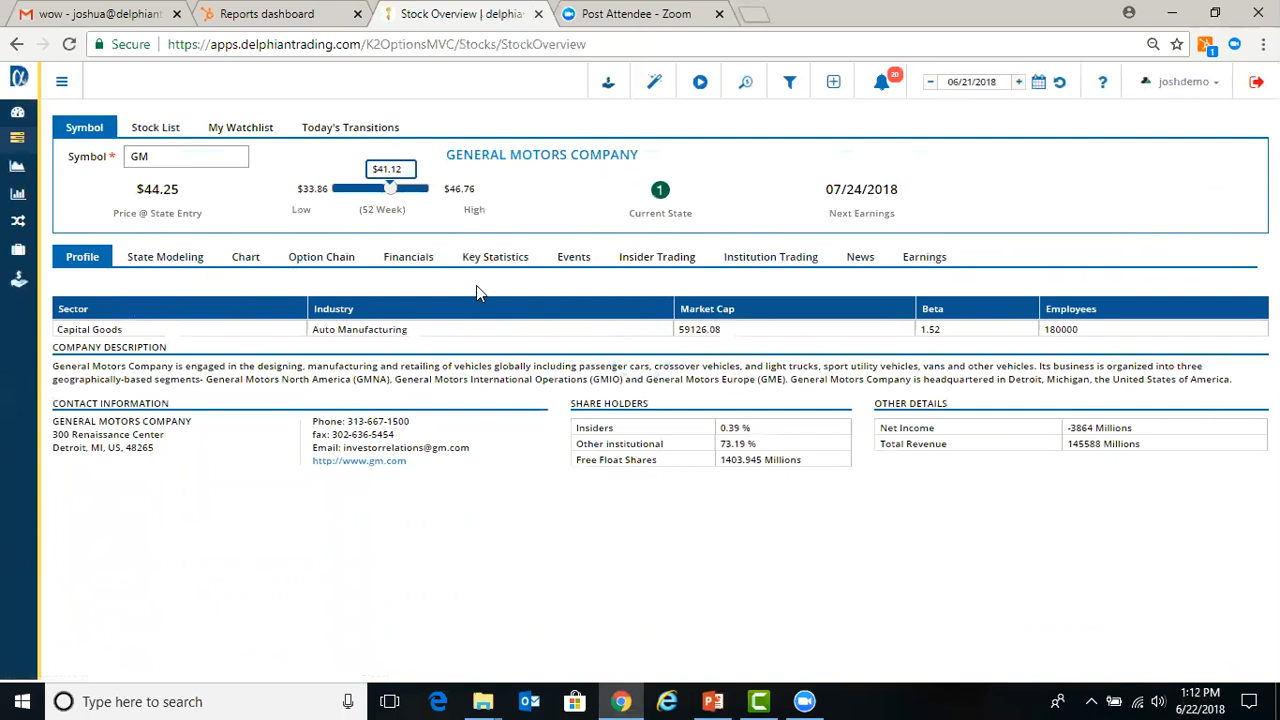 wow - joshua@delphiant
Reports dashboard
Stock Overview | delphia
Post Attendee - Zoom
Secure
https://apps.delphiantrading.com/K2OptionsMVC/Stocks/StockOverview
1
20
06/21/2018
?
joshdemo
Symbol
Stock List
My Watchlist
Today's Transitions
Symbol *
GM
$41.12
GENERAL MOTORS COMPANY
$44.25
$33.86
$46.76
1
07/24/2018
Price @ State Entry
Low
(52 Week)
High
Current State
Next Earnings
Profile
State Modeling
Chart
Option Chain
Financials
Key Statistics
Events
Insider Trading
Institution Trading
News
Earnings
Sector
Industry
Market Cap
Beta
Employees
Capital Goods
Auto Manufacturing
59126.08
1.52
180000
COMPANY DESCRIPTION
General Motors Company is engaged in the designing, manufacturing and retailing of vehicles globally including passenger cars, crossover vehicles, and light trucks, sport utility vehicles, vans and other vehicles. Its business is organized into three
geographically-based segments- General Motors North America (GMNA), General Motors International Operations (GMIO) and General Motors Europe (GME). General Motors Company is headquartered in Detroit, Michigan, the United States of America.
CONTACT INFORMATION
GENERAL MOTORS COMPANY
300 Renaissance Center
Detroit, MI, US, 48265
Phone: 313-667-1500
fax: 302-636-5454
Email: investorrelations@gm.com
http://www.gm.com
SHARE HOLDERS
Insiders
0.39 %
Other institutional
73.19 %
Free Float Shares
1403.945 Millions
OTHER DETAILS
Net Income
-3864 Millions
Total Revenue
145588 Millions
Type here to search
1:12 PM
6/22/2018